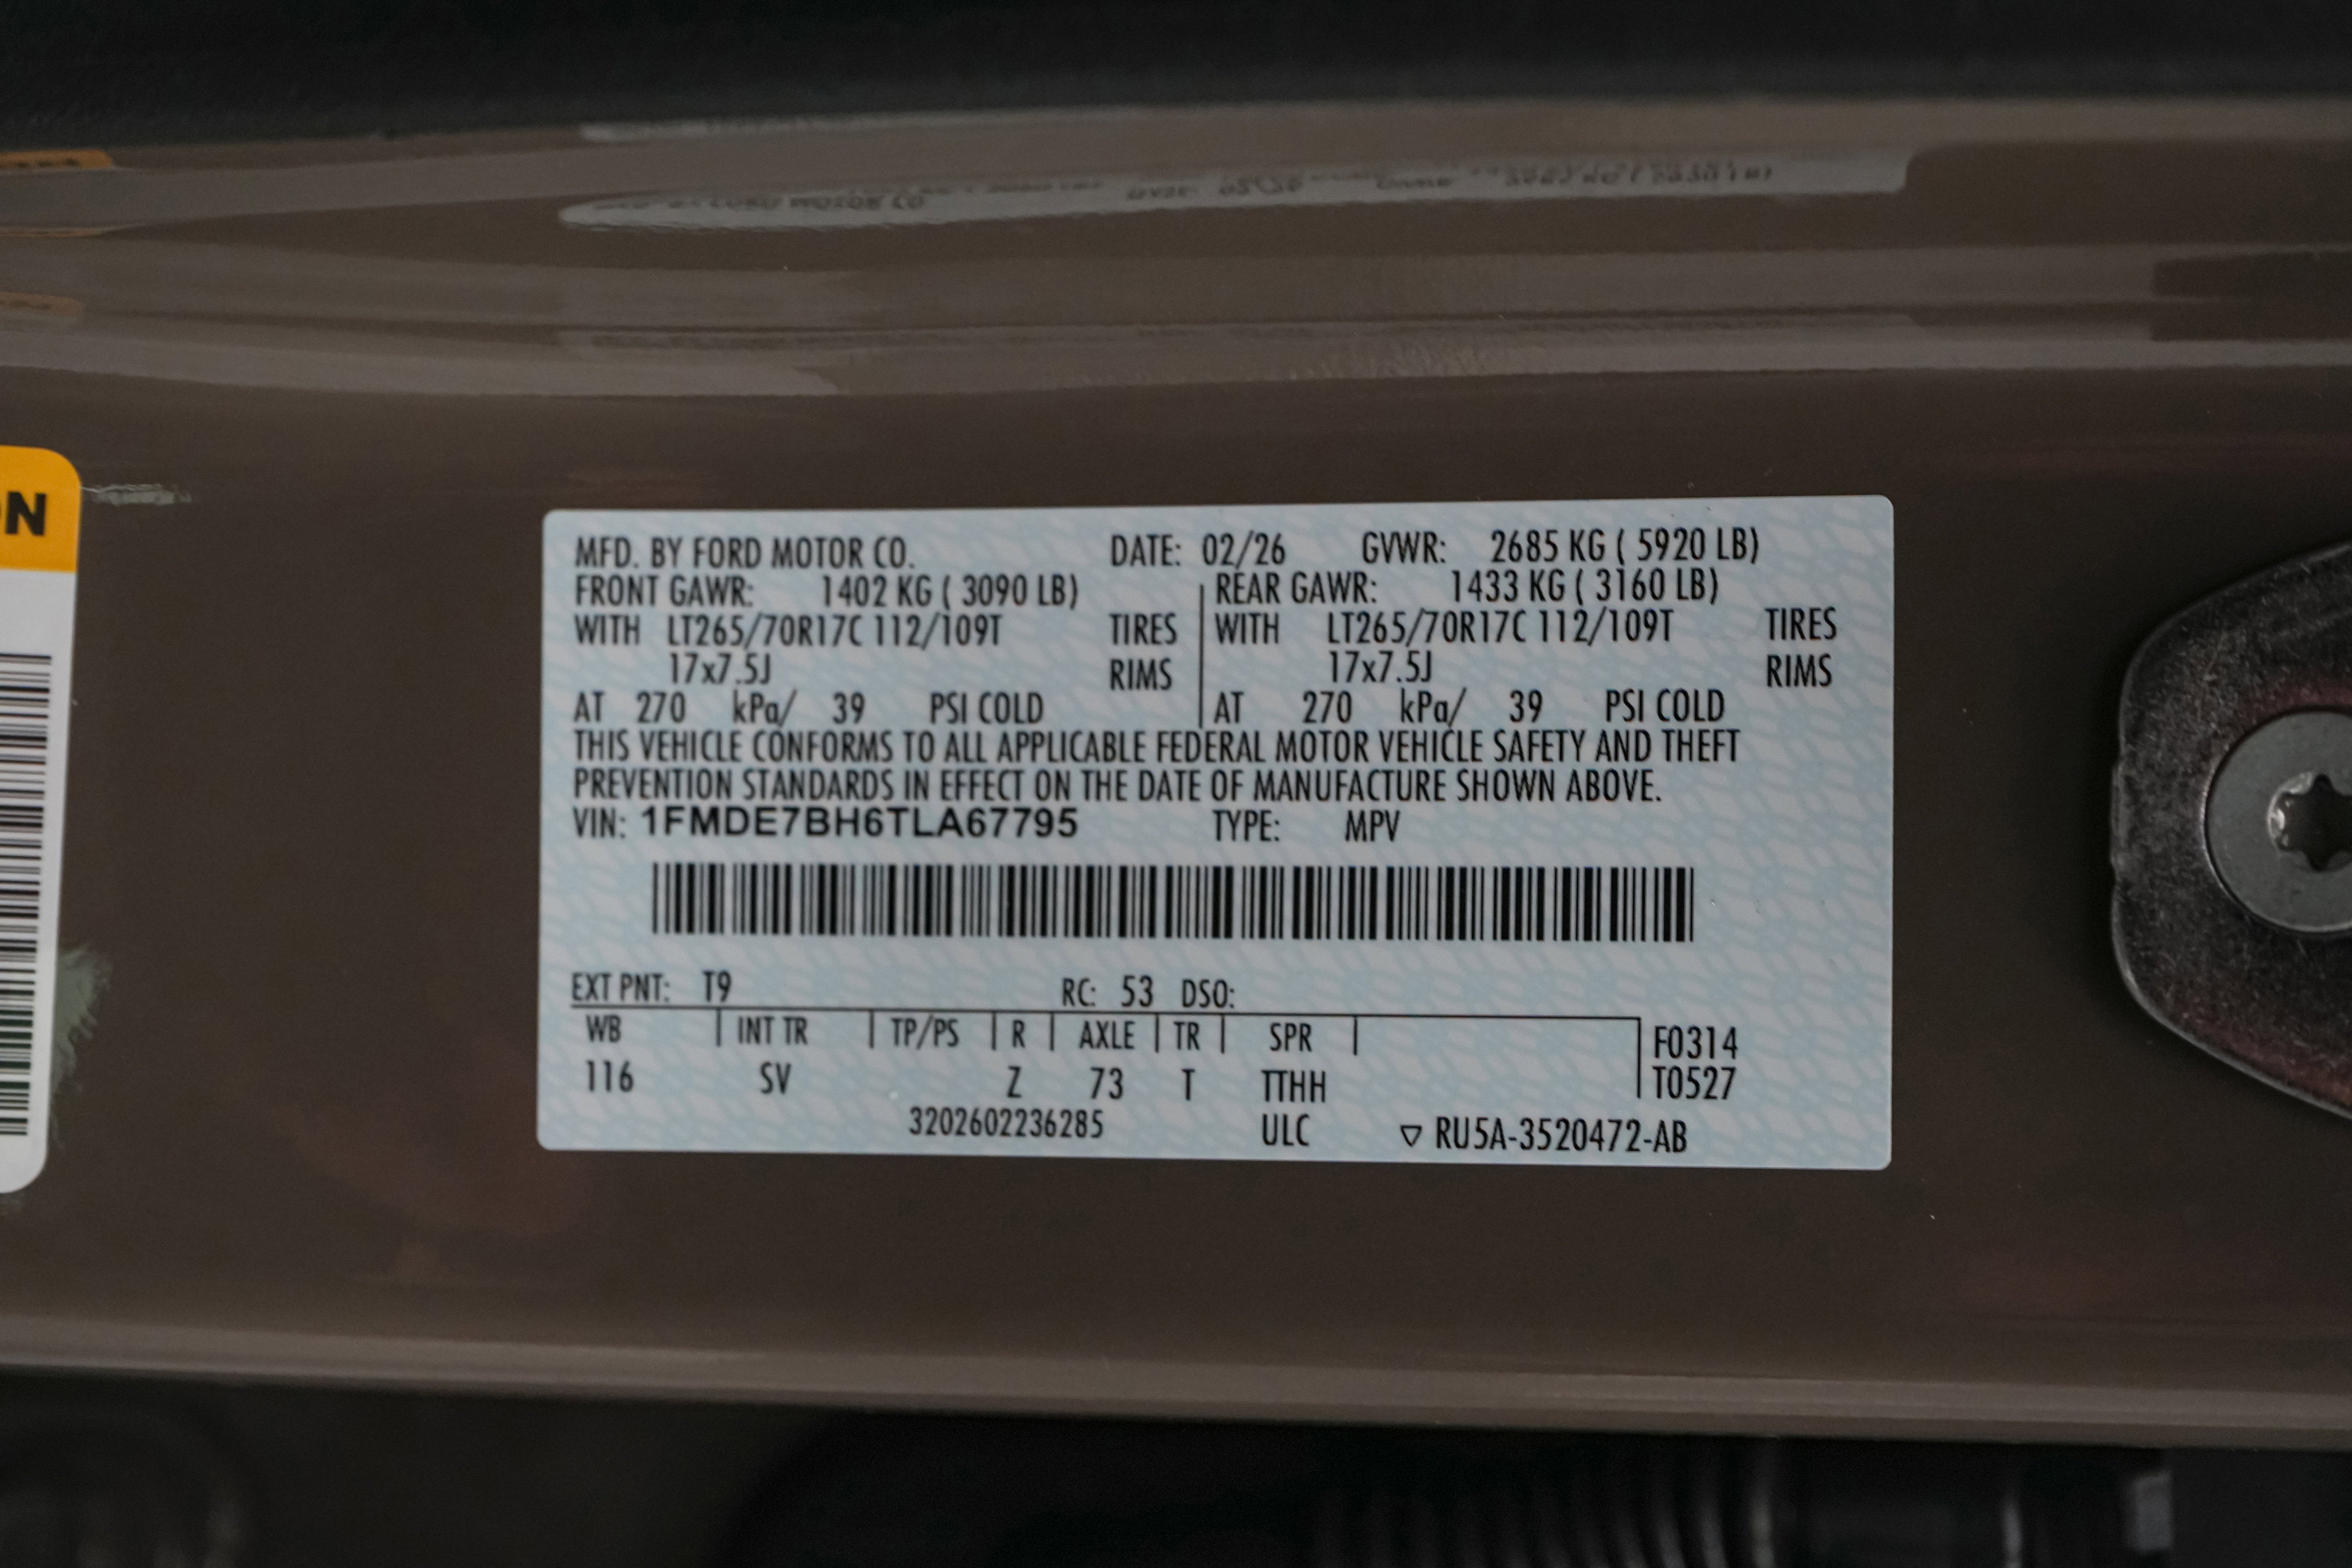 ON
MFD. BY FORD MOTOR CO. DATE: 02/26 GVWR: 2685 KG ( 5920 LB)
FRONT GAWR: 1402 KG ( 3090 LB) REAR GAWR: 1433 KG ( 3160 LB)
WITH LT265/70R17C 112/109T TIRES WITH LT265/70R17C 112/109T TIRES
17x7.5J RIMS 17x7.5J RIMS
AT 270 kPa/ 39 PSI COLD AT 270 kPa/ 39 PSI COLD
THIS VEHICLE CONFORMS TO ALL APPLICABLE FEDERAL MOTOR VEHICLE SAFETY AND THEFT
PREVENTION STANDARDS IN EFFECT ON THE DATE OF MANUFACTURE SHOWN ABOVE.
VIN: 1FMDE7BH6TLA67795 TYPE: MPV
EXT PNT: T9 RC: 53 DSO:
WB INT TR TP/PS R AXLE TR SPR F0314
116 SV Z 73 T TTHH T0527
3202602236285 ULC ▽ RU5A-3520472-AB